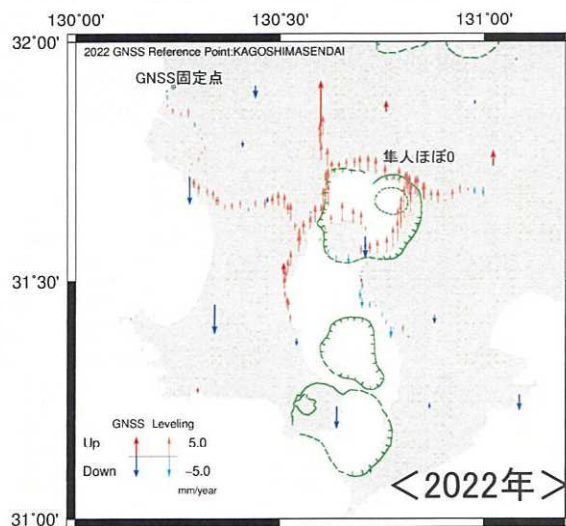 130°00'
130°30'
131°00'
32°00'
2022 GNSS Reference Point:KAGOSHIMASENDAI
GNSS固定点
隼人ほぼ0
31°30'
GNSS Leveling
Up
5.0
Down
-5.0
mm/year
<2022年>
31°00'